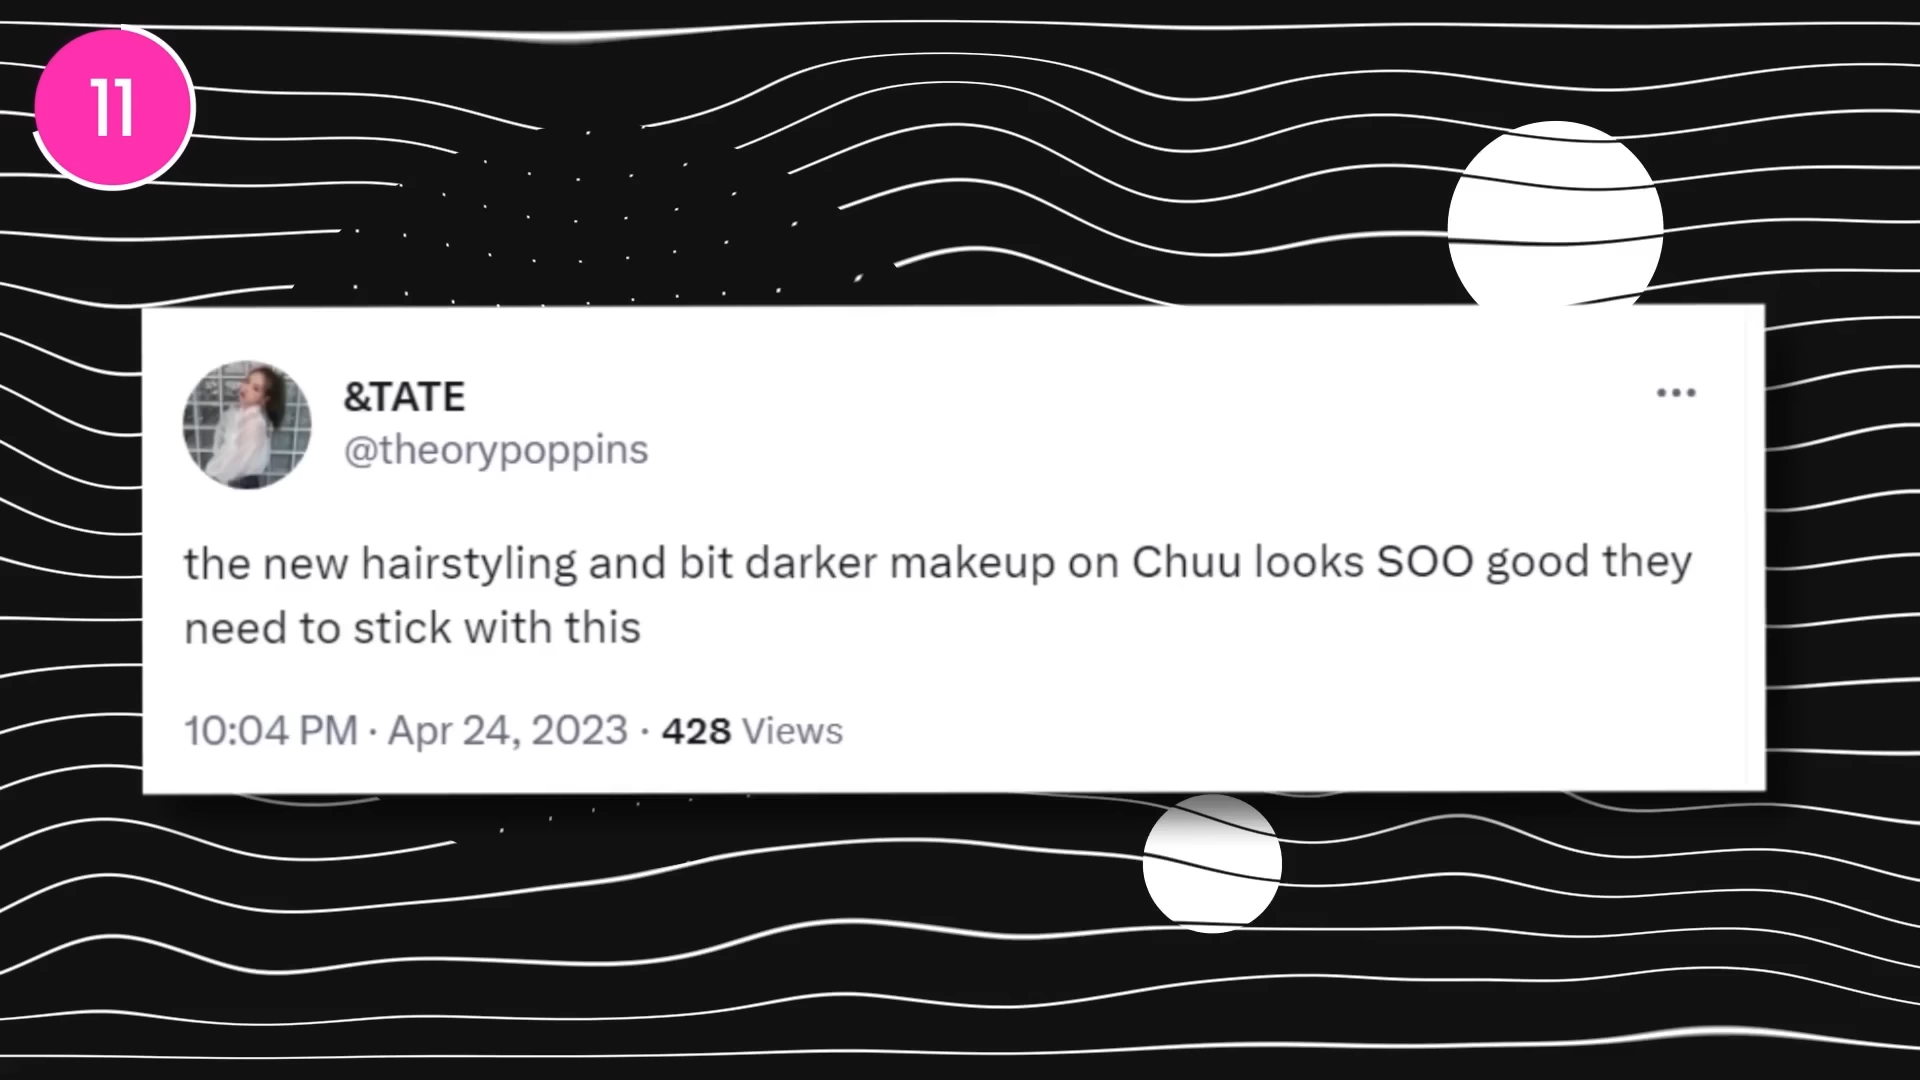 11
&TATE
@theorypoppins
the new hairstyling and bit darker makeup on Chuu looks SOO good they
need to stick with this
10:04 PM · Apr 24, 2023 · 428 Views